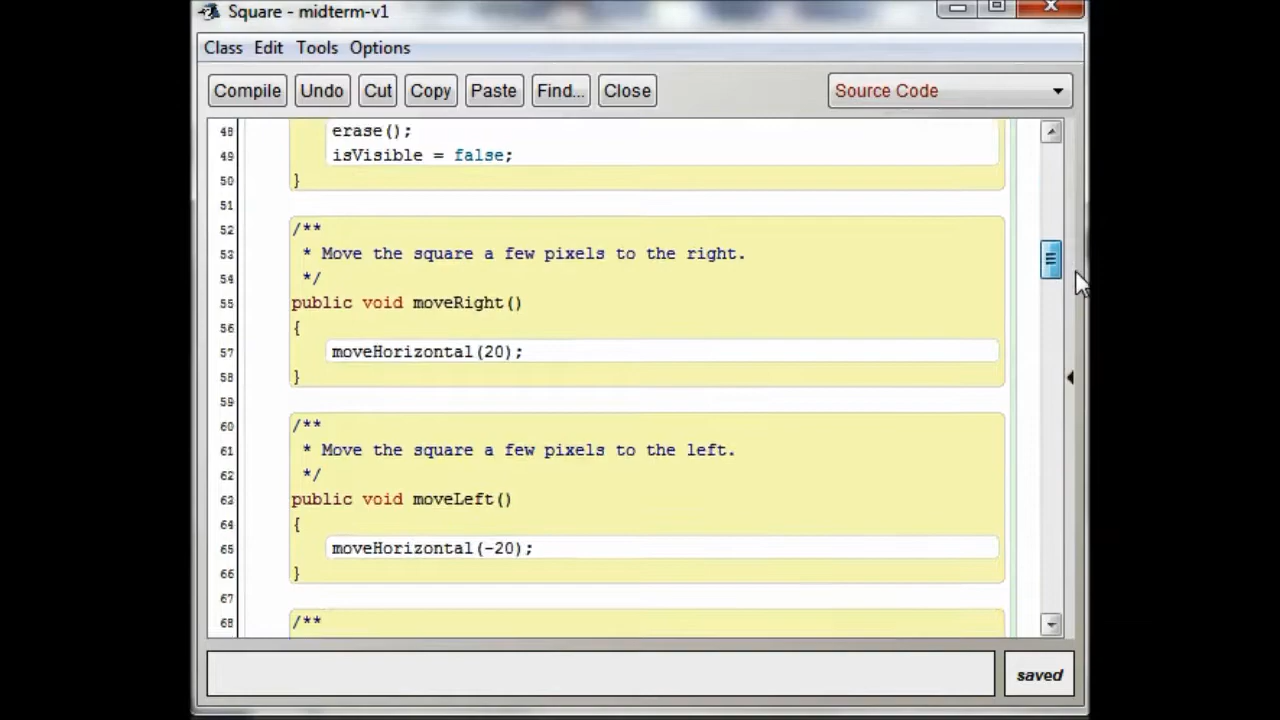 Square - midterm-v1
Class Edit Tools Options
Compile Undo Cut Copy Paste Find... Close Source Code
48 erase();
49 isVisible = false;
50 }
51
52 /**
53 * Move the square a few pixels to the right.
54 */
55 public void moveRight()
56 {
57 moveHorizontal(20);
58 }
59
60 /**
61 * Move the square a few pixels to the left.
62 */
63 public void moveLeft()
64 {
65 moveHorizontal(-20);
66 }
67
68 /**
saved